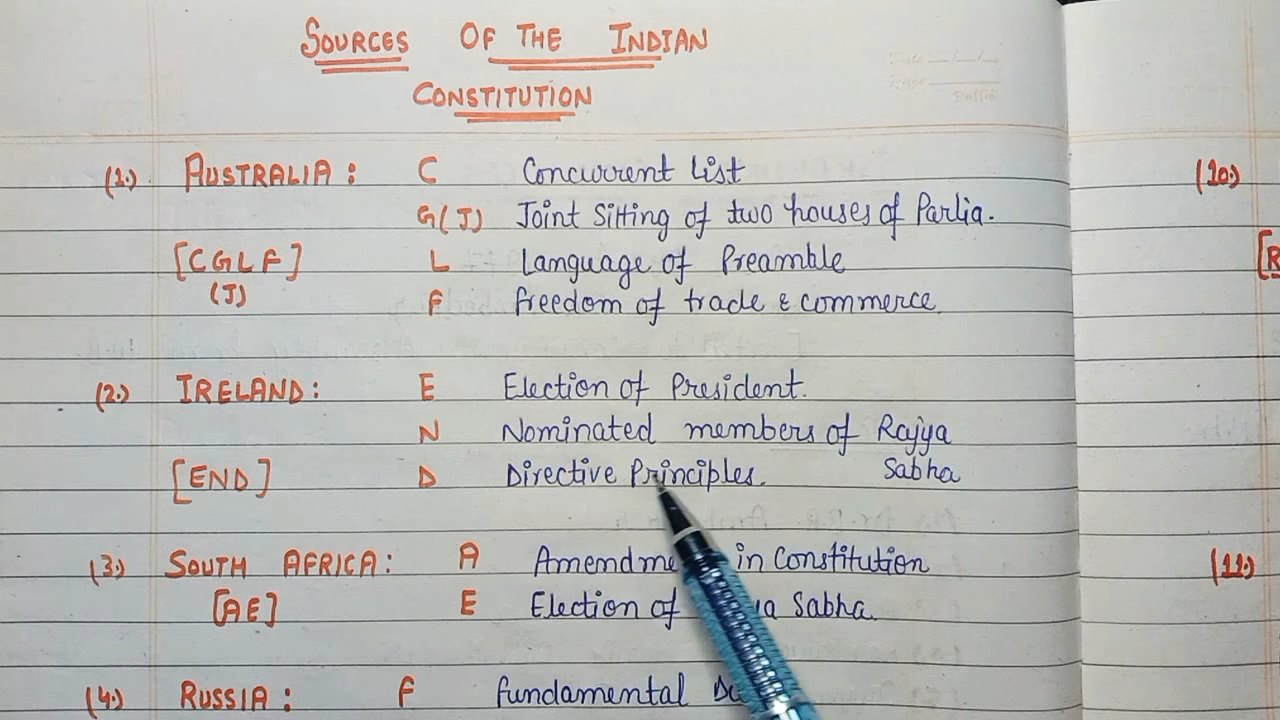 SOURCES OF THE INDIAN
CONSTITUTION
(1.) AUSTRALIA : C Concurrent list
G(J) Joint Sitting of two houses of Parlia.
[CGLF] L Language of Preamble
(J) F freedom of trade & commerce.
(2.) IRELAND : E Election of President.
N Nominated members of Rajya
[END] D Directive Principles. Sabha
(3.) SOUTH AFRICA : A in Constitution
[AE] E Election of Sabha.
(4.) RUSSIA : F fundamental
(10.)
[R
(11.)